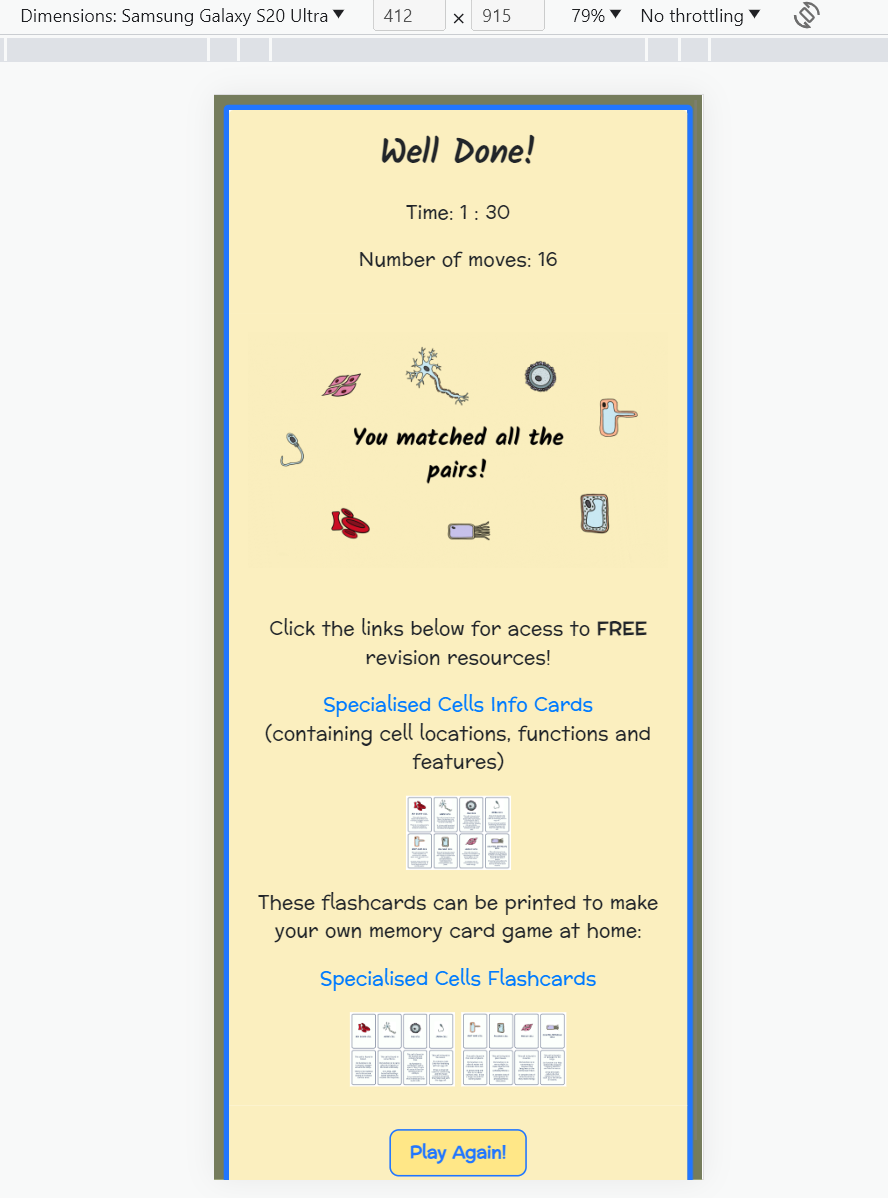 Dimensions: Samsung Galaxy S20 Ultra ▼ 412 × 915 79% ▼ No throttling ▼
Well Done!
Time: 1 : 30
Number of moves: 16
You matched all the
pairs!
Click the links below for acess to FREE
revision resources!
Specialised Cells Info Cards
(containing cell locations, functions and
features)
These flashcards can be printed to make
your own memory card game at home:
Specialised Cells Flashcards
Play Again!